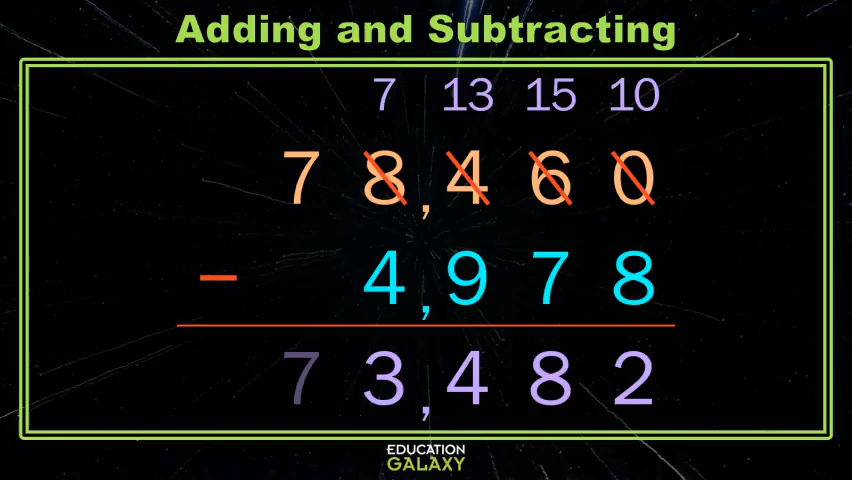 Adding and Subtracting
7 13 15 10
7 8,4 6 0
− 4,9 7 8
7 3,4 8 2
EDUCATION
GALAXY